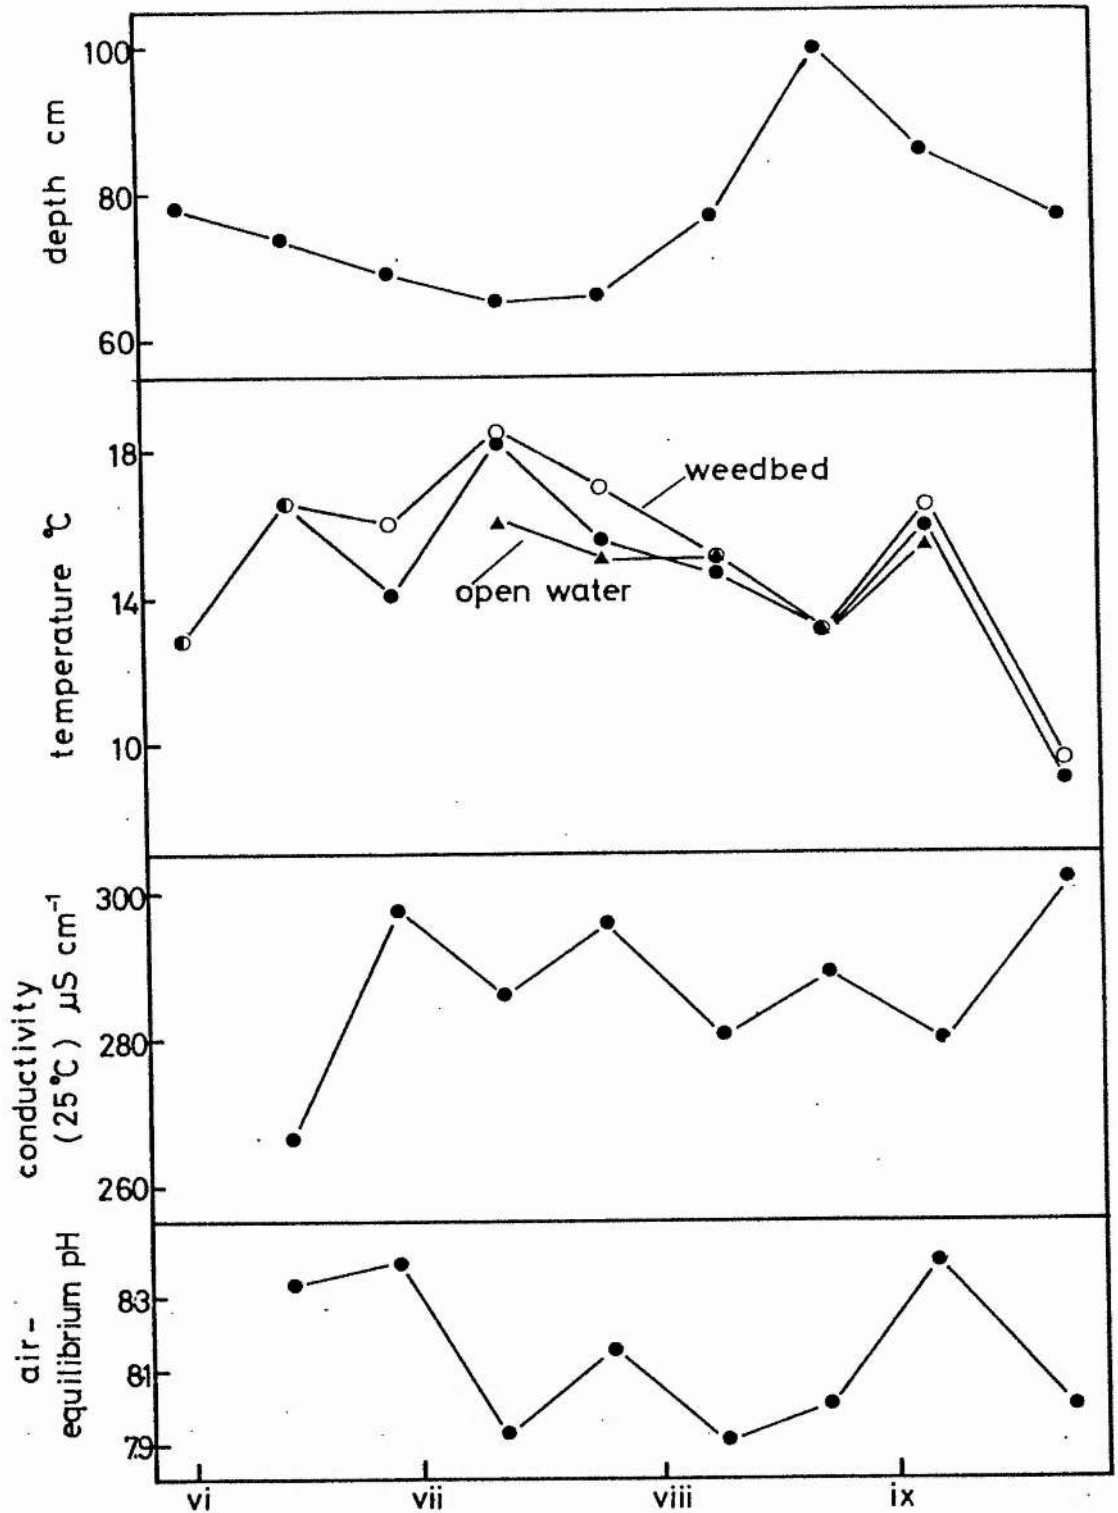 depth cm
100
80
60
temperature °C
18
14
10
weedbed
open water
conductivity
(25°C) µS cm⁻¹
300
280
260
air-
equilibrium pH
8.3
8.1
7.9
vi vii viii ix